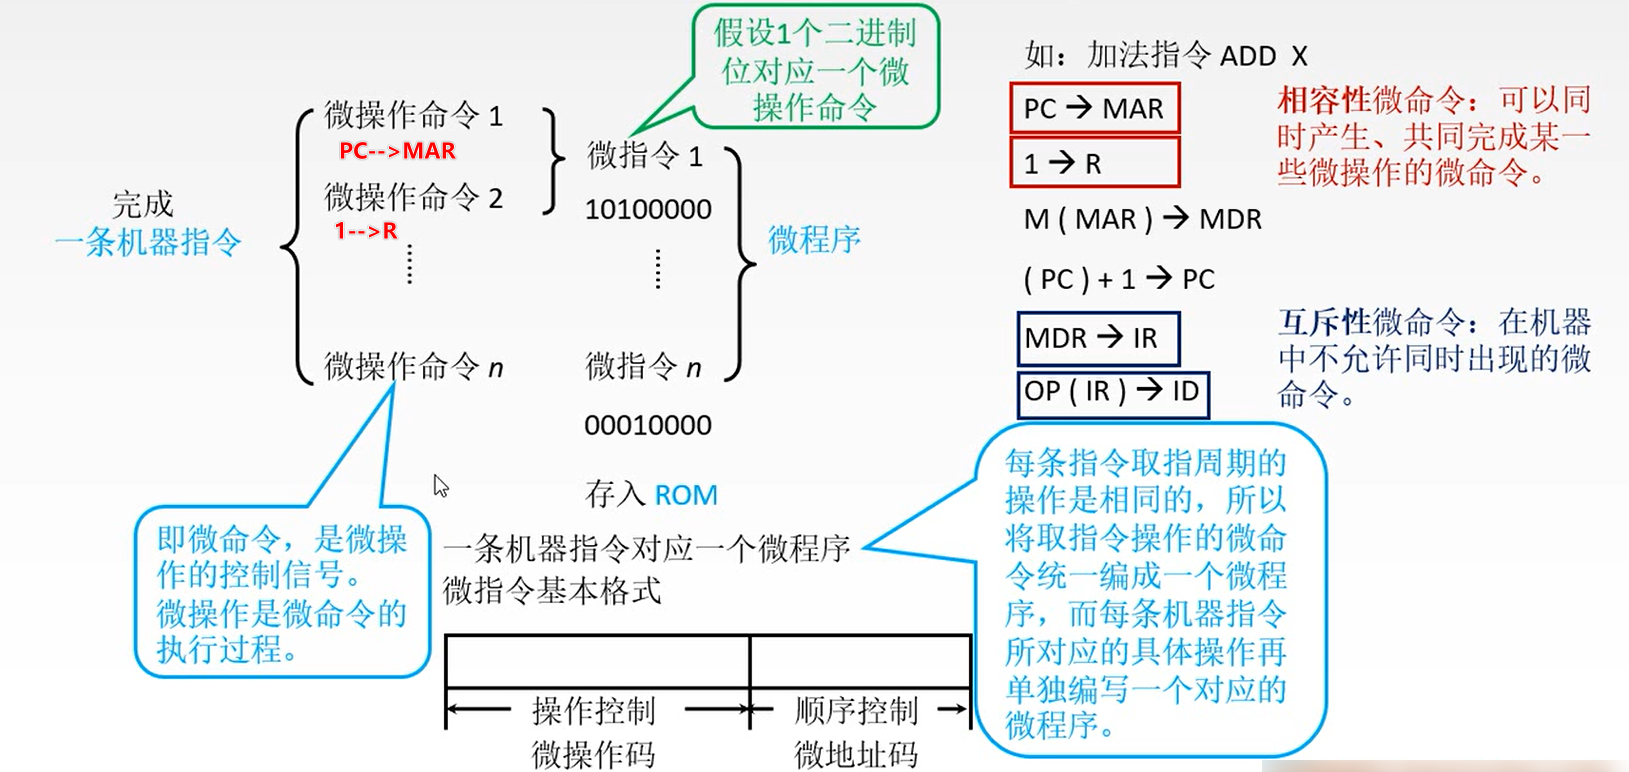 假设1个二进制
位对应一个微
操作命令
完成
一条机器指令
微操作命令 1
PC-->MAR
微操作命令 2
1-->R
微操作命令 n
微指令 1
10100000
微指令 n
00010000
存入 ROM
微程序
即微命令，是微操
作的控制信号。
微操作是微命令的
执行过程。
一条机器指令对应一个微程序
微指令基本格式
操作控制
微操作码
顺序控制
微地址码
如：加法指令 ADD X
PC → MAR
1 → R
M ( MAR ) → MDR
( PC ) + 1 → PC
MDR → IR
OP ( IR ) → ID
相容性微命令：可以同
时产生、共同完成某一
些微操作的微命令。
互斥性微命令：在机器
中不允许同时出现的微
命令。
每条指令取指周期的
操作是相同的，所以
将取指令操作的微命
令统一编成一个微程
序，而每条机器指令
所对应的具体操作再
单独编写一个对应的
微程序。